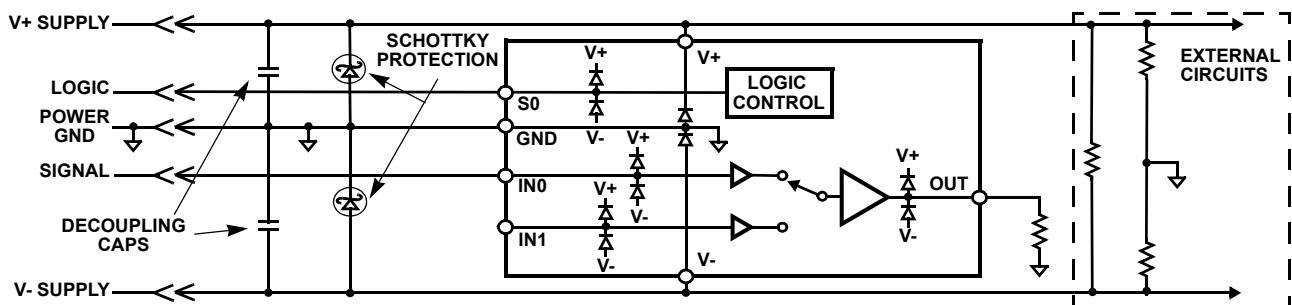 V+ SUPPLY
LOGIC
POWER
GND
SIGNAL
DECOUPLING
CAPS
V- SUPPLY
SCHOTTKY
PROTECTION
V+
V+
LOGIC
CONTROL
S0
V-
GND
V+
IN0
V+
V-
IN1
V-
V+
OUT
V-
V-
EXTERNAL
CIRCUITS